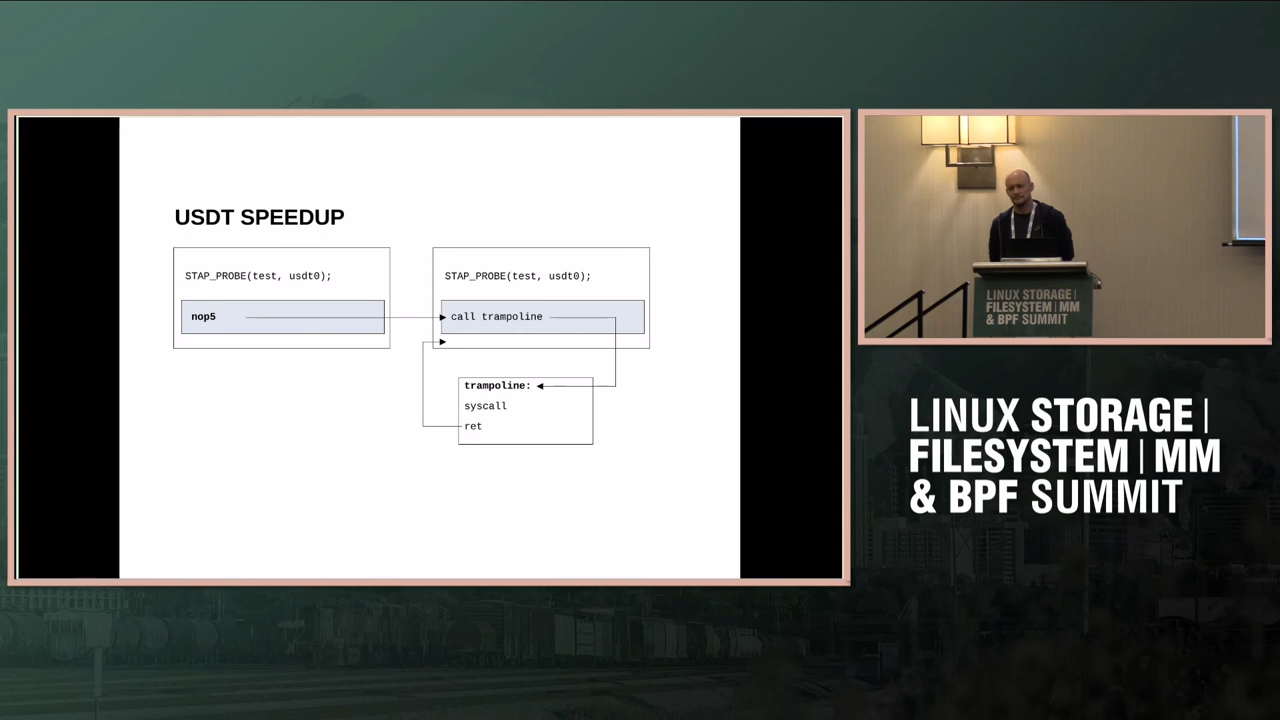 USDT SPEEDUP
STAP_PROBE(test, usdt0);
nop5
STAP_PROBE(test, usdt0);
call trampoline
trampoline:
syscall
ret
LINUX STORAGE |
FILESYSTEM | MM
& BPF SUMMIT
LINUX STORAGE |
FILESYSTEM | MM
& BPF SUMMIT